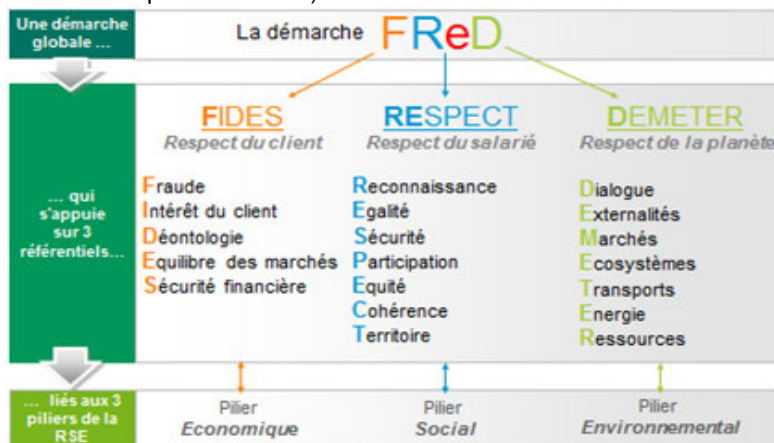 Une démarche
globale ...
La démarche FReD
FIDES
Respect du client
RESPECT
Respect du salarié
DEMETER
Respect de la planète
... qui
s'appuie
sur 3
référentiels...
Fraude
Intérêt du client
Déontologie
Equilibre des marchés
Sécurité financière
Reconnaissance
Egalité
Sécurité
Participation
Equité
Cohérence
Territoire
Dialogue
Externalités
Marchés
Ecosystèmes
Transports
Energie
Ressources
... liés aux 3
piliers de la
RSE
Pilier
Economique
Pilier
Social
Pilier
Environnemental